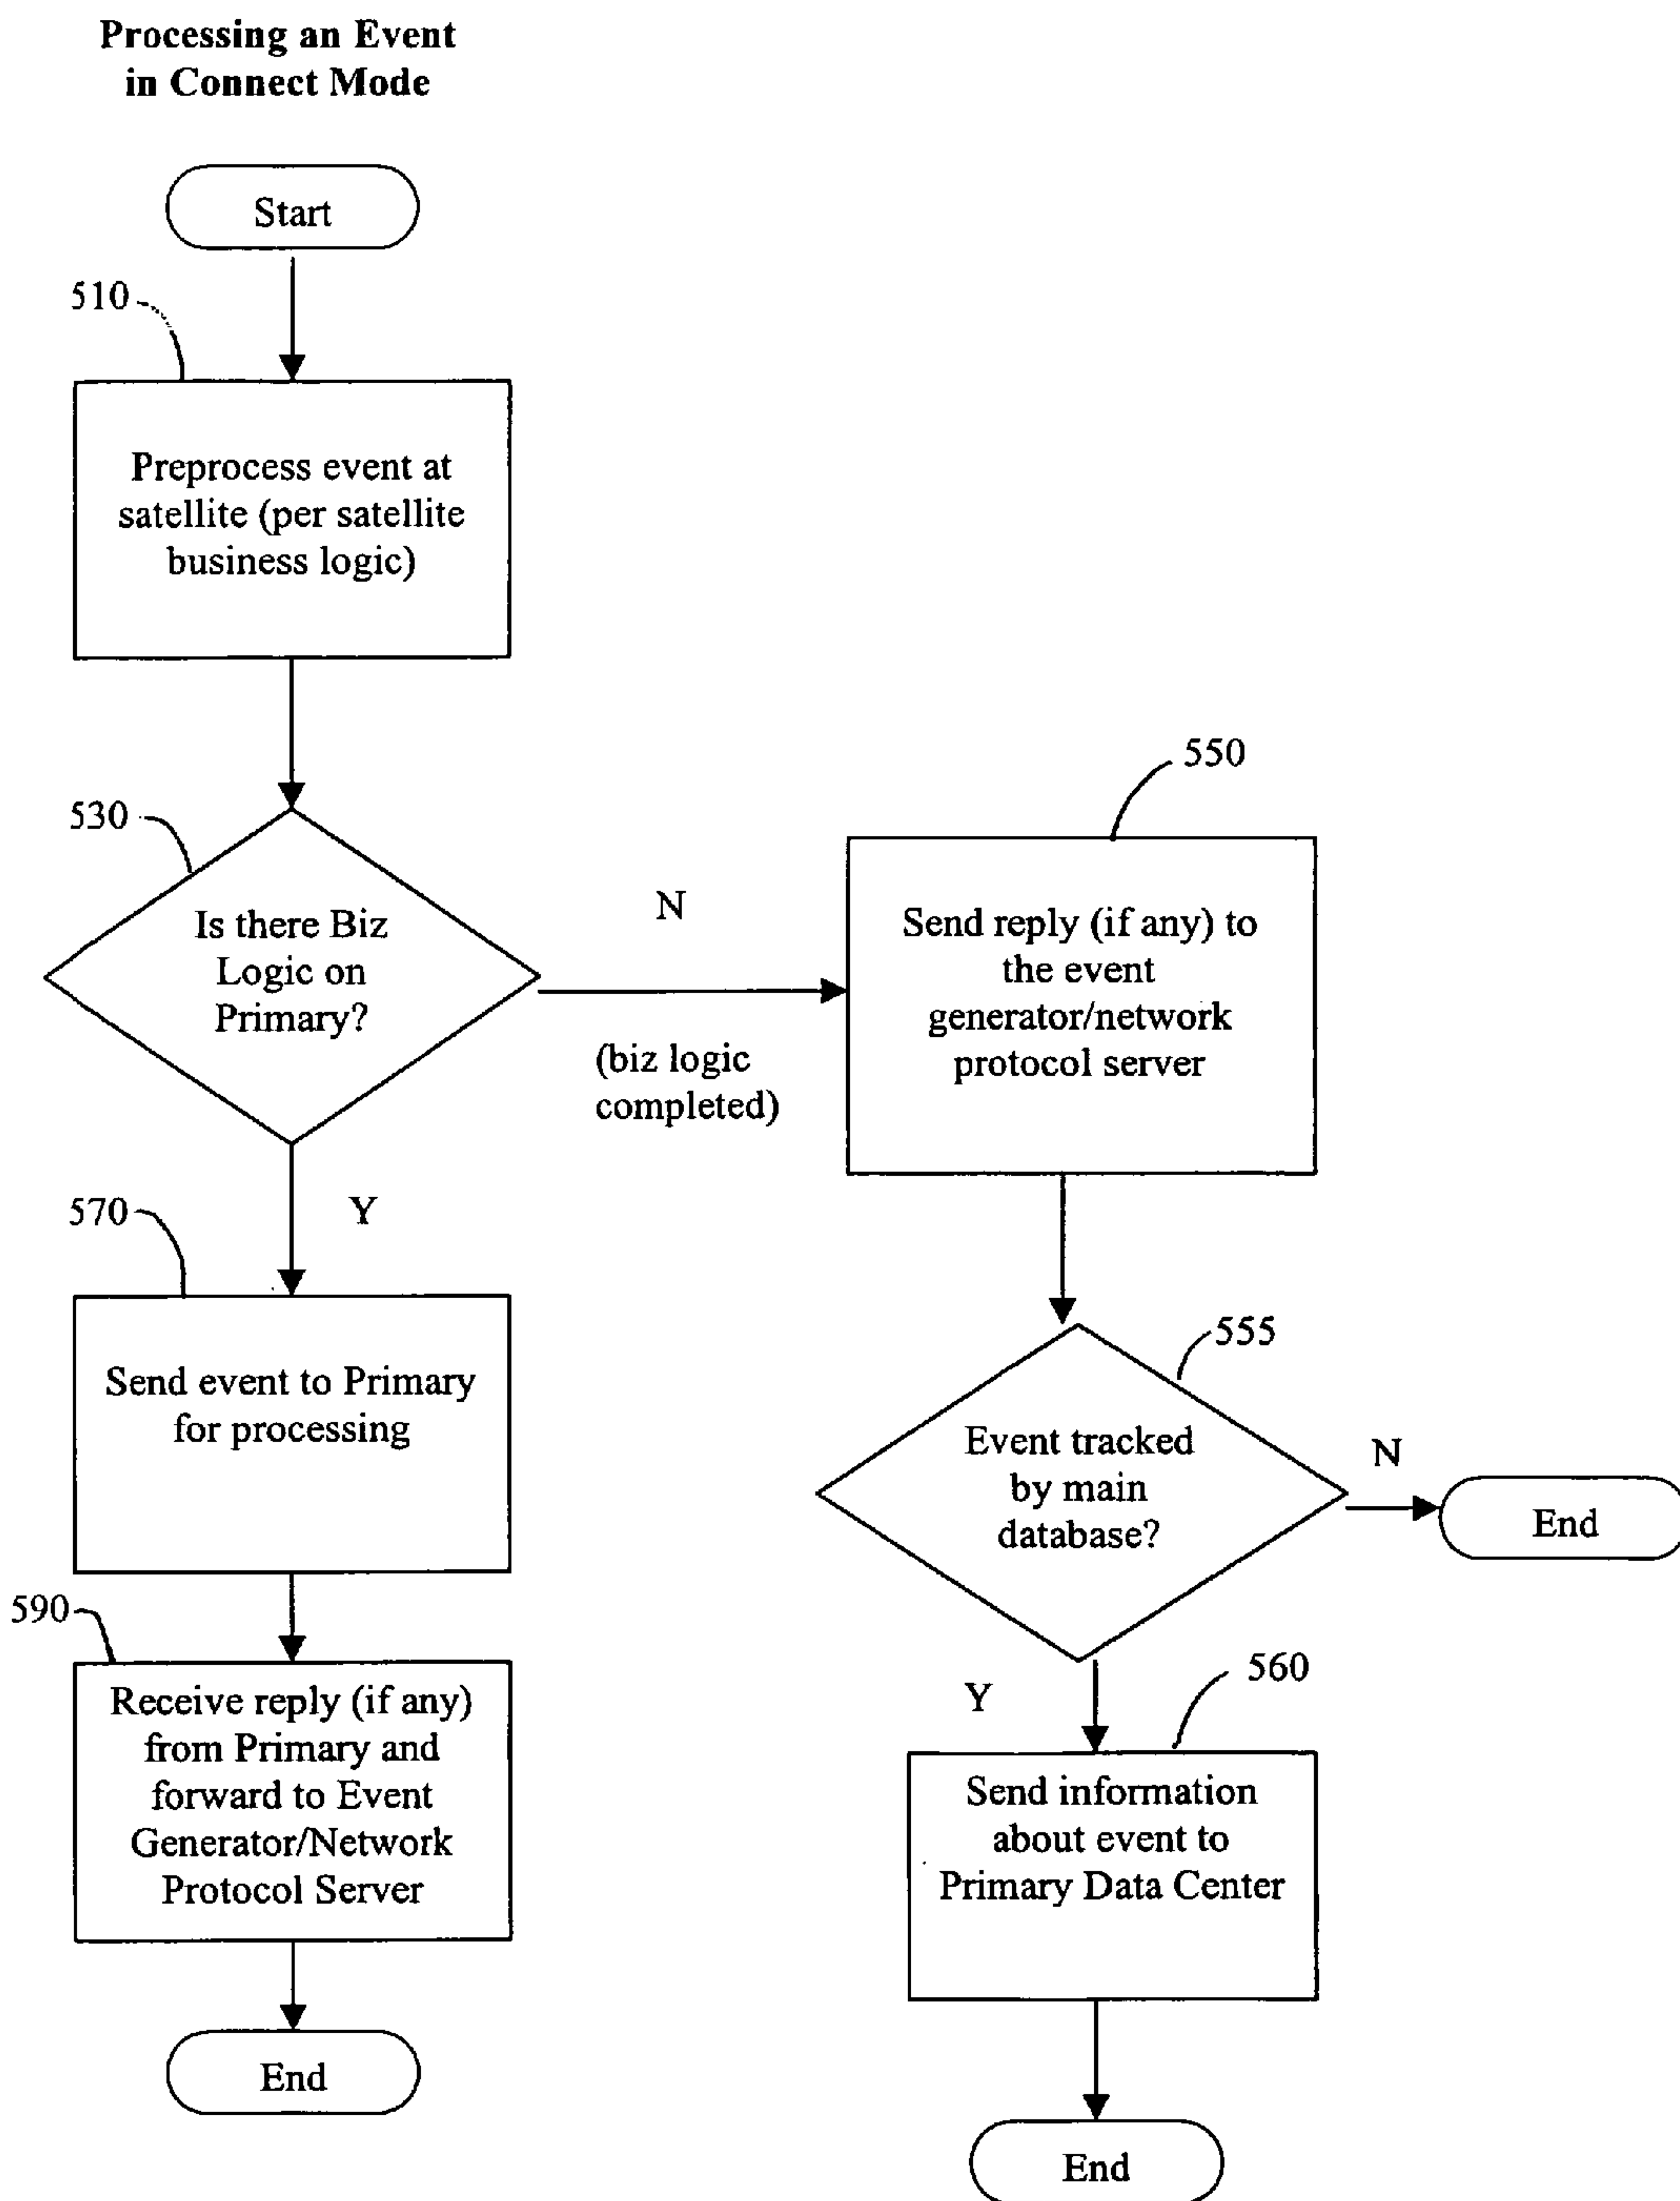 Processing an Event
in Connect Mode
Start
510
Preprocess event at
satellite (per satellite
business logic)
530
Is there Biz
Logic on
Primary?
N
(biz logic
completed)
550
Send reply (if any) to
the event
generator/network
protocol server
570
Y
Send event to Primary
for processing
555
Event tracked
by main
database?
N
End
590
Receive reply (if any)
from Primary and
forward to Event
Generator/Network
Protocol Server
End
Y
560
Send information
about event to
Primary Data Center
End